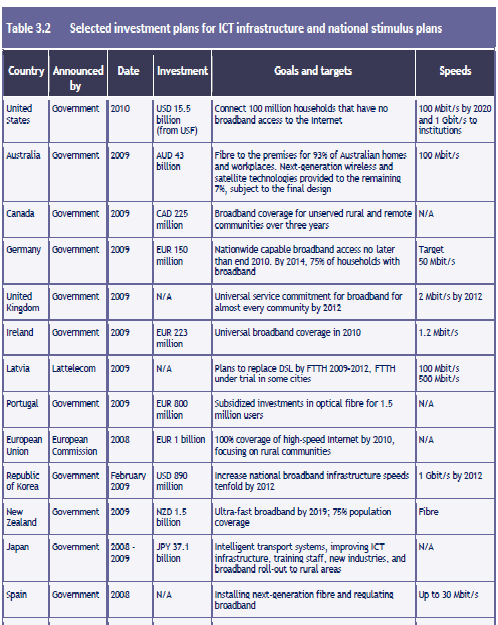 Table 3.2 Selected investment plans for ICT infrastructure and national stimulus plans
Country Announced by Date Investment Goals and targets Speeds
United States Government 2010 USD 15.5 billion (from USF) Connect 100 million households that have no broadband access to the Internet 100 Mbit/s by 2020 and 1 Gbit/s to institutions
Australia Government 2009 AUD 43 billion Fibre to the premises for 93% of Australian homes and workplaces. Next-generation wireless and satellite technologies provided to the remaining 7%, subject to the final design 100 Mbit/s
Canada Government 2009 CAD 225 million Broadband coverage for unserved rural and remote communities over three years N/A
Germany Government 2009 EUR 150 million Nationwide capable broadband access no later than end 2010. By 2014, 75% of households with broadband Target 50 Mbit/s
United Kingdom Government 2009 N/A Universal service commitment for broadband for almost every community by 2012 2 Mbit/s by 2012
Ireland Government 2009 EUR 223 million Universal broadband coverage in 2010 1.2 Mbit/s
Latvia Lattelecom 2009 N/A Plans to replace DSL by FTTH 2009-2012, FTTH under trial in some cities 100 Mbit/s 500 Mbit/s
Portugal Government 2009 EUR 800 million Subsidized investments in optical fibre for 1.5 million users N/A
European Union European Commission 2008 EUR 1 billion 100% coverage of high-speed Internet by 2010, focusing on rural communities N/A
Republic of Korea Government February 2009 USD 890 million Increase national broadband infrastructure speeds tenfold by 2012 1 Gbit/s by 2012
New Zealand Government 2009 NZD 1.5 billion Ultra-fast broadband by 2019; 75% population coverage Fibre
Japan Government 2008 - 2009 JPY 37.1 billion Intelligent transport systems, improving ICT infrastructure, training staff, new industries, and broadband roll-out to rural areas N/A
Spain Government 2008 N/A Installing next-generation fibre and regulating broadband Up to 30 Mbit/s